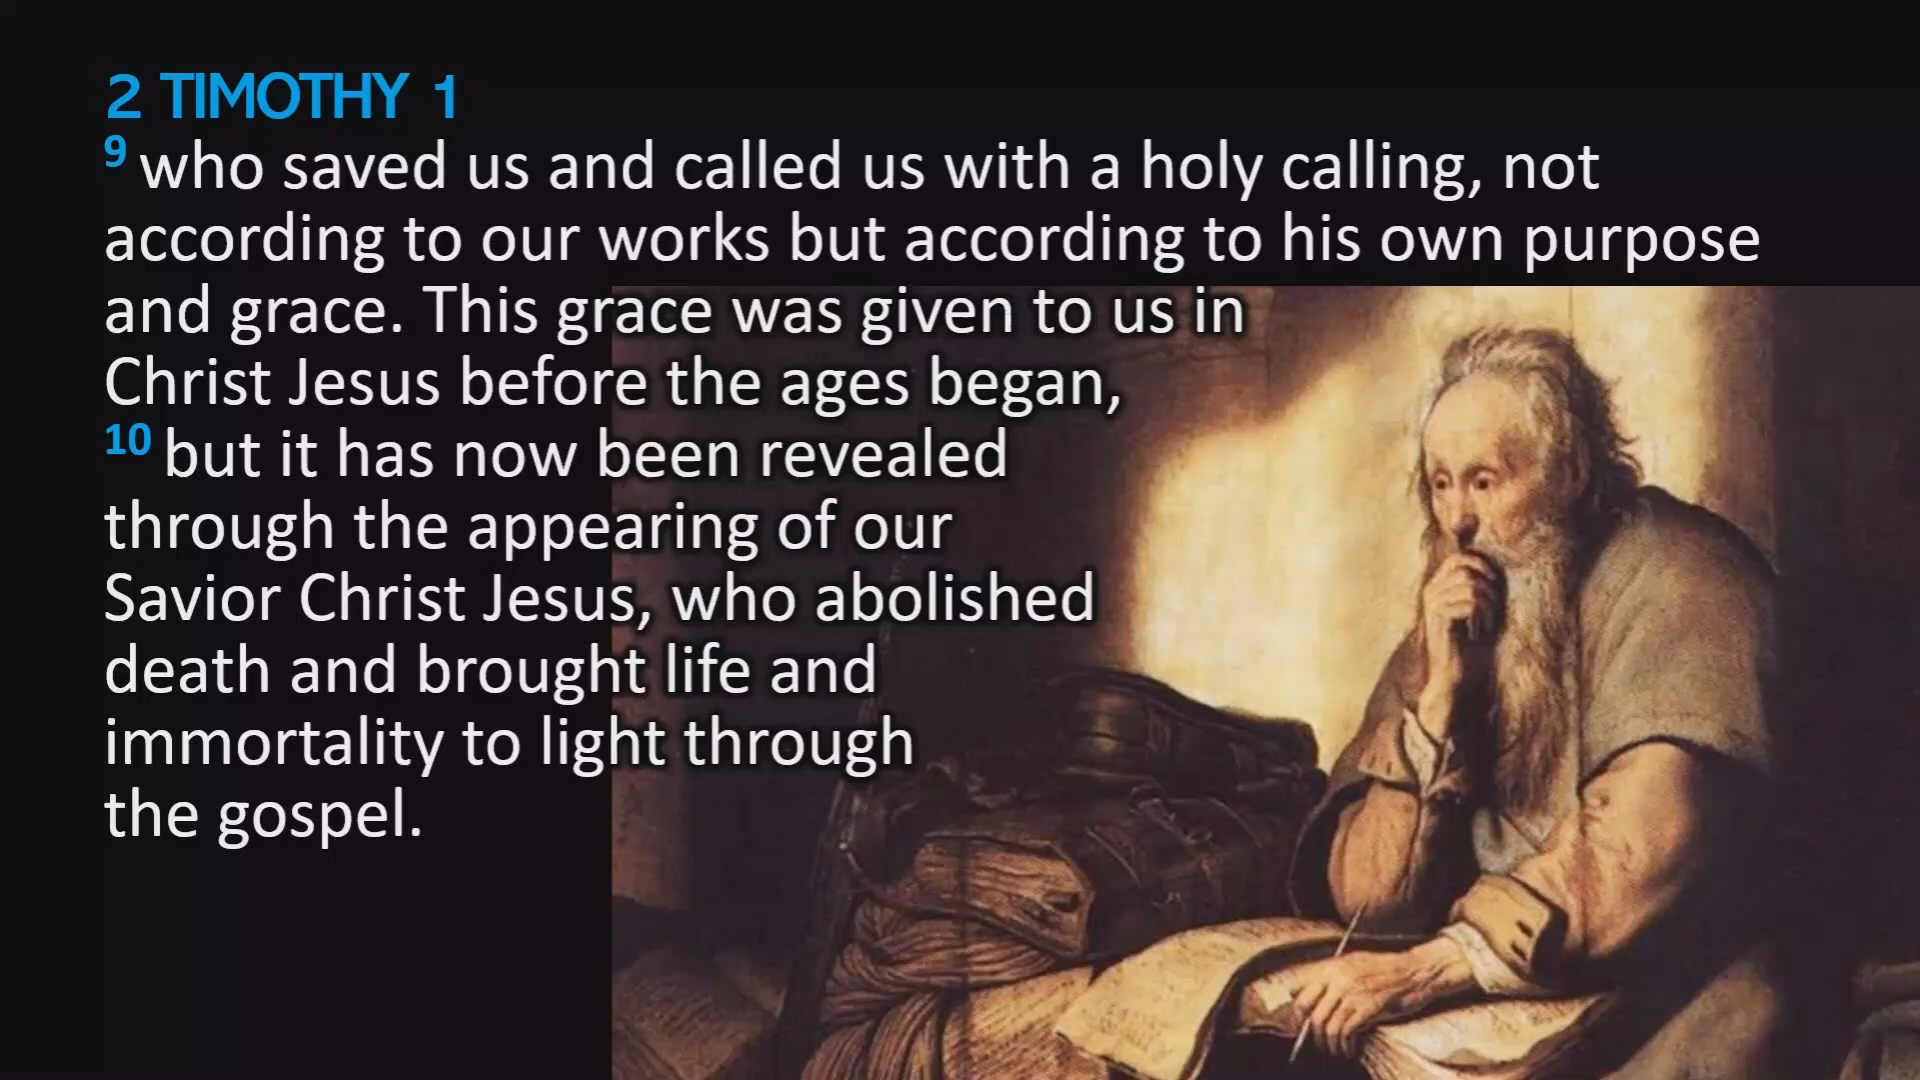 2 TIMOTHY 1
9 who saved us and called us with a holy calling, not
according to our works but according to his own purpose
and grace. This grace was given to us in
Christ Jesus before the ages began,
10 but it has now been revealed
through the appearing of our
Savior Christ Jesus, who abolished
death and brought life and
immortality to light through
the gospel.